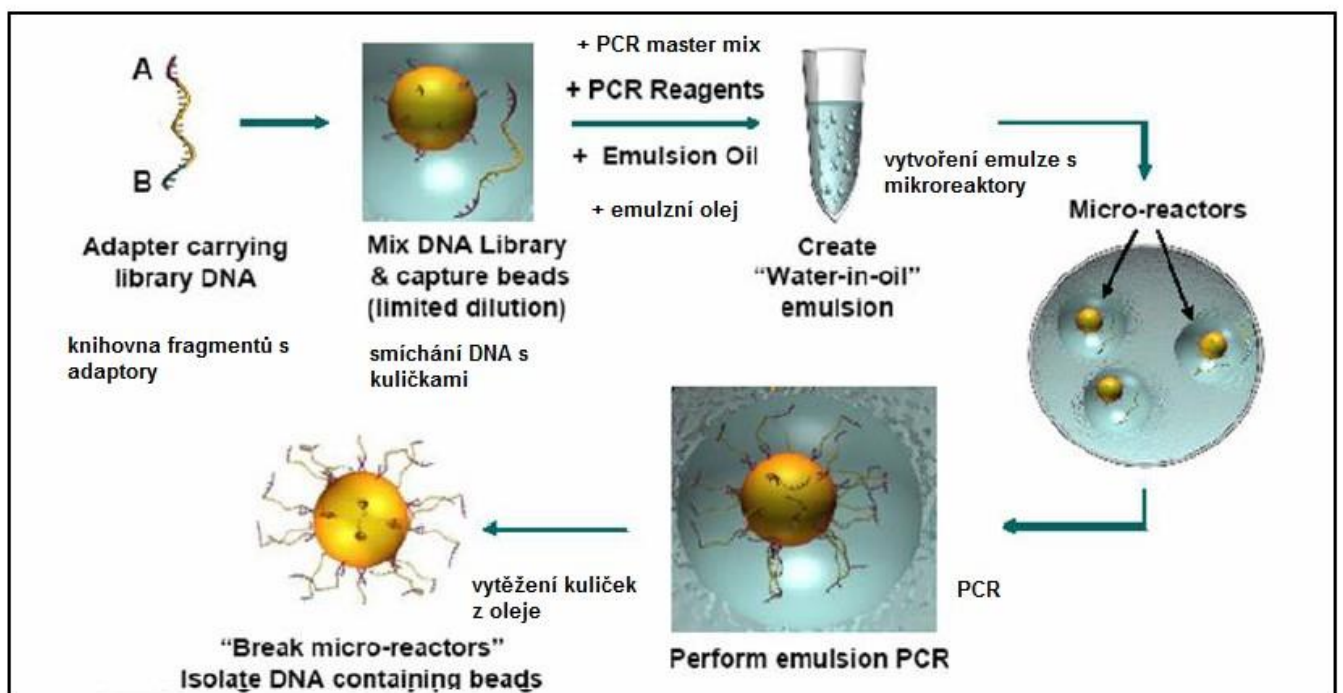 A
B
Adapter carrying
library DNA
knihovna fragmentů s
adaptory
Mix DNA Library
& capture beads
(limited dilution)
smíchání DNA s
kuličkami
+ PCR master mix
+ PCR Reagents
+ Emulsion Oil
+ emulzní olej
Create
“Water-in-oil”
emulsion
vytvoření emulze s
mikroreaktory
Micro-reactors
PCR
Perform emulsion PCR
vytěžení kuliček
z oleje
“Break micro-reactors”
Isolate DNA containing beads